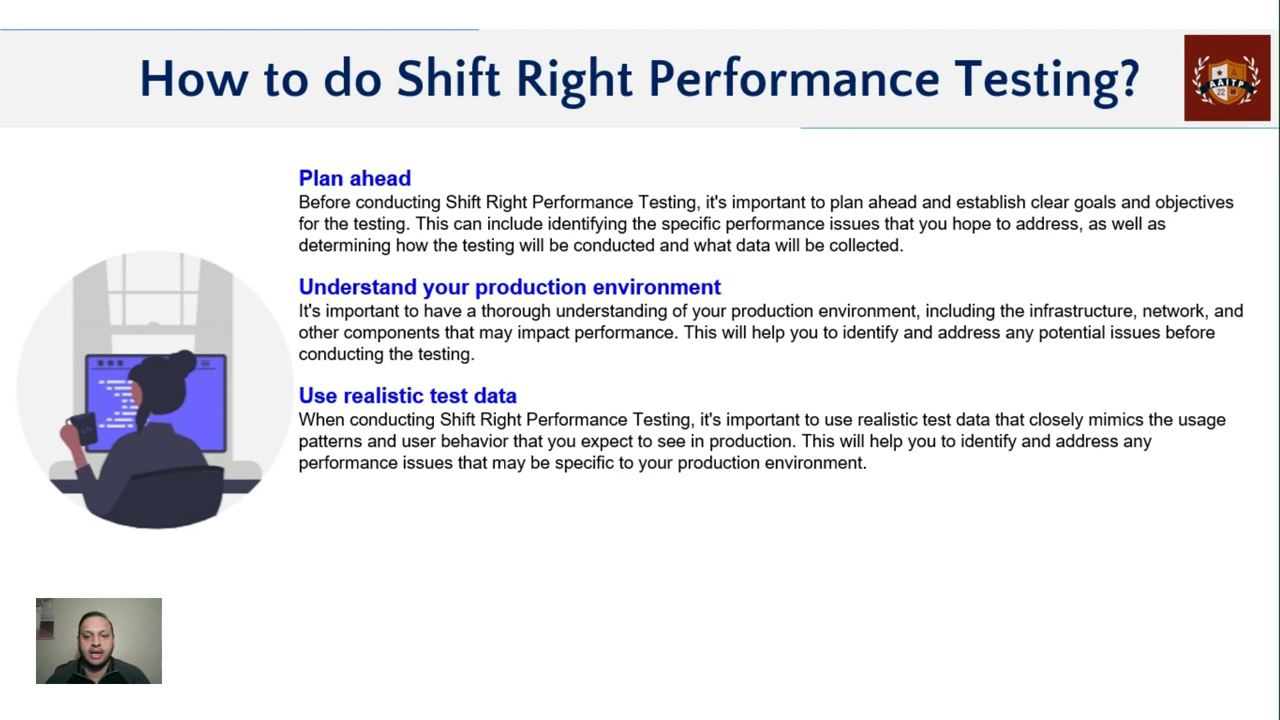 How to do Shift Right Performance Testing?
AAITP
22
Plan ahead
Before conducting Shift Right Performance Testing, it's important to plan ahead and establish clear goals and objectives
for the testing. This can include identifying the specific performance issues that you hope to address, as well as
determining how the testing will be conducted and what data will be collected.
Understand your production environment
It's important to have a thorough understanding of your production environment, including the infrastructure, network, and
other components that may impact performance. This will help you to identify and address any potential issues before
conducting the testing.
Use realistic test data
When conducting Shift Right Performance Testing, it's important to use realistic test data that closely mimics the usage
patterns and user behavior that you expect to see in production. This will help you to identify and address any
performance issues that may be specific to your production environment.